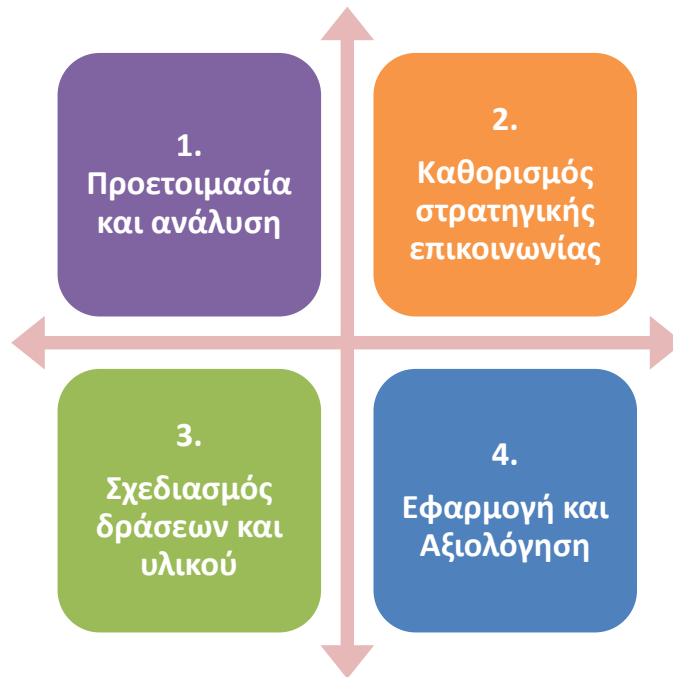 1.
Προετοιμασία
και ανάλυση
2.
Καθορισμός
στρατηγικής
επικοινωνίας
3.
Σχεδιασμός
δράσεων και
υλικού
4.
Εφαρμογή και
Αξιολόγηση